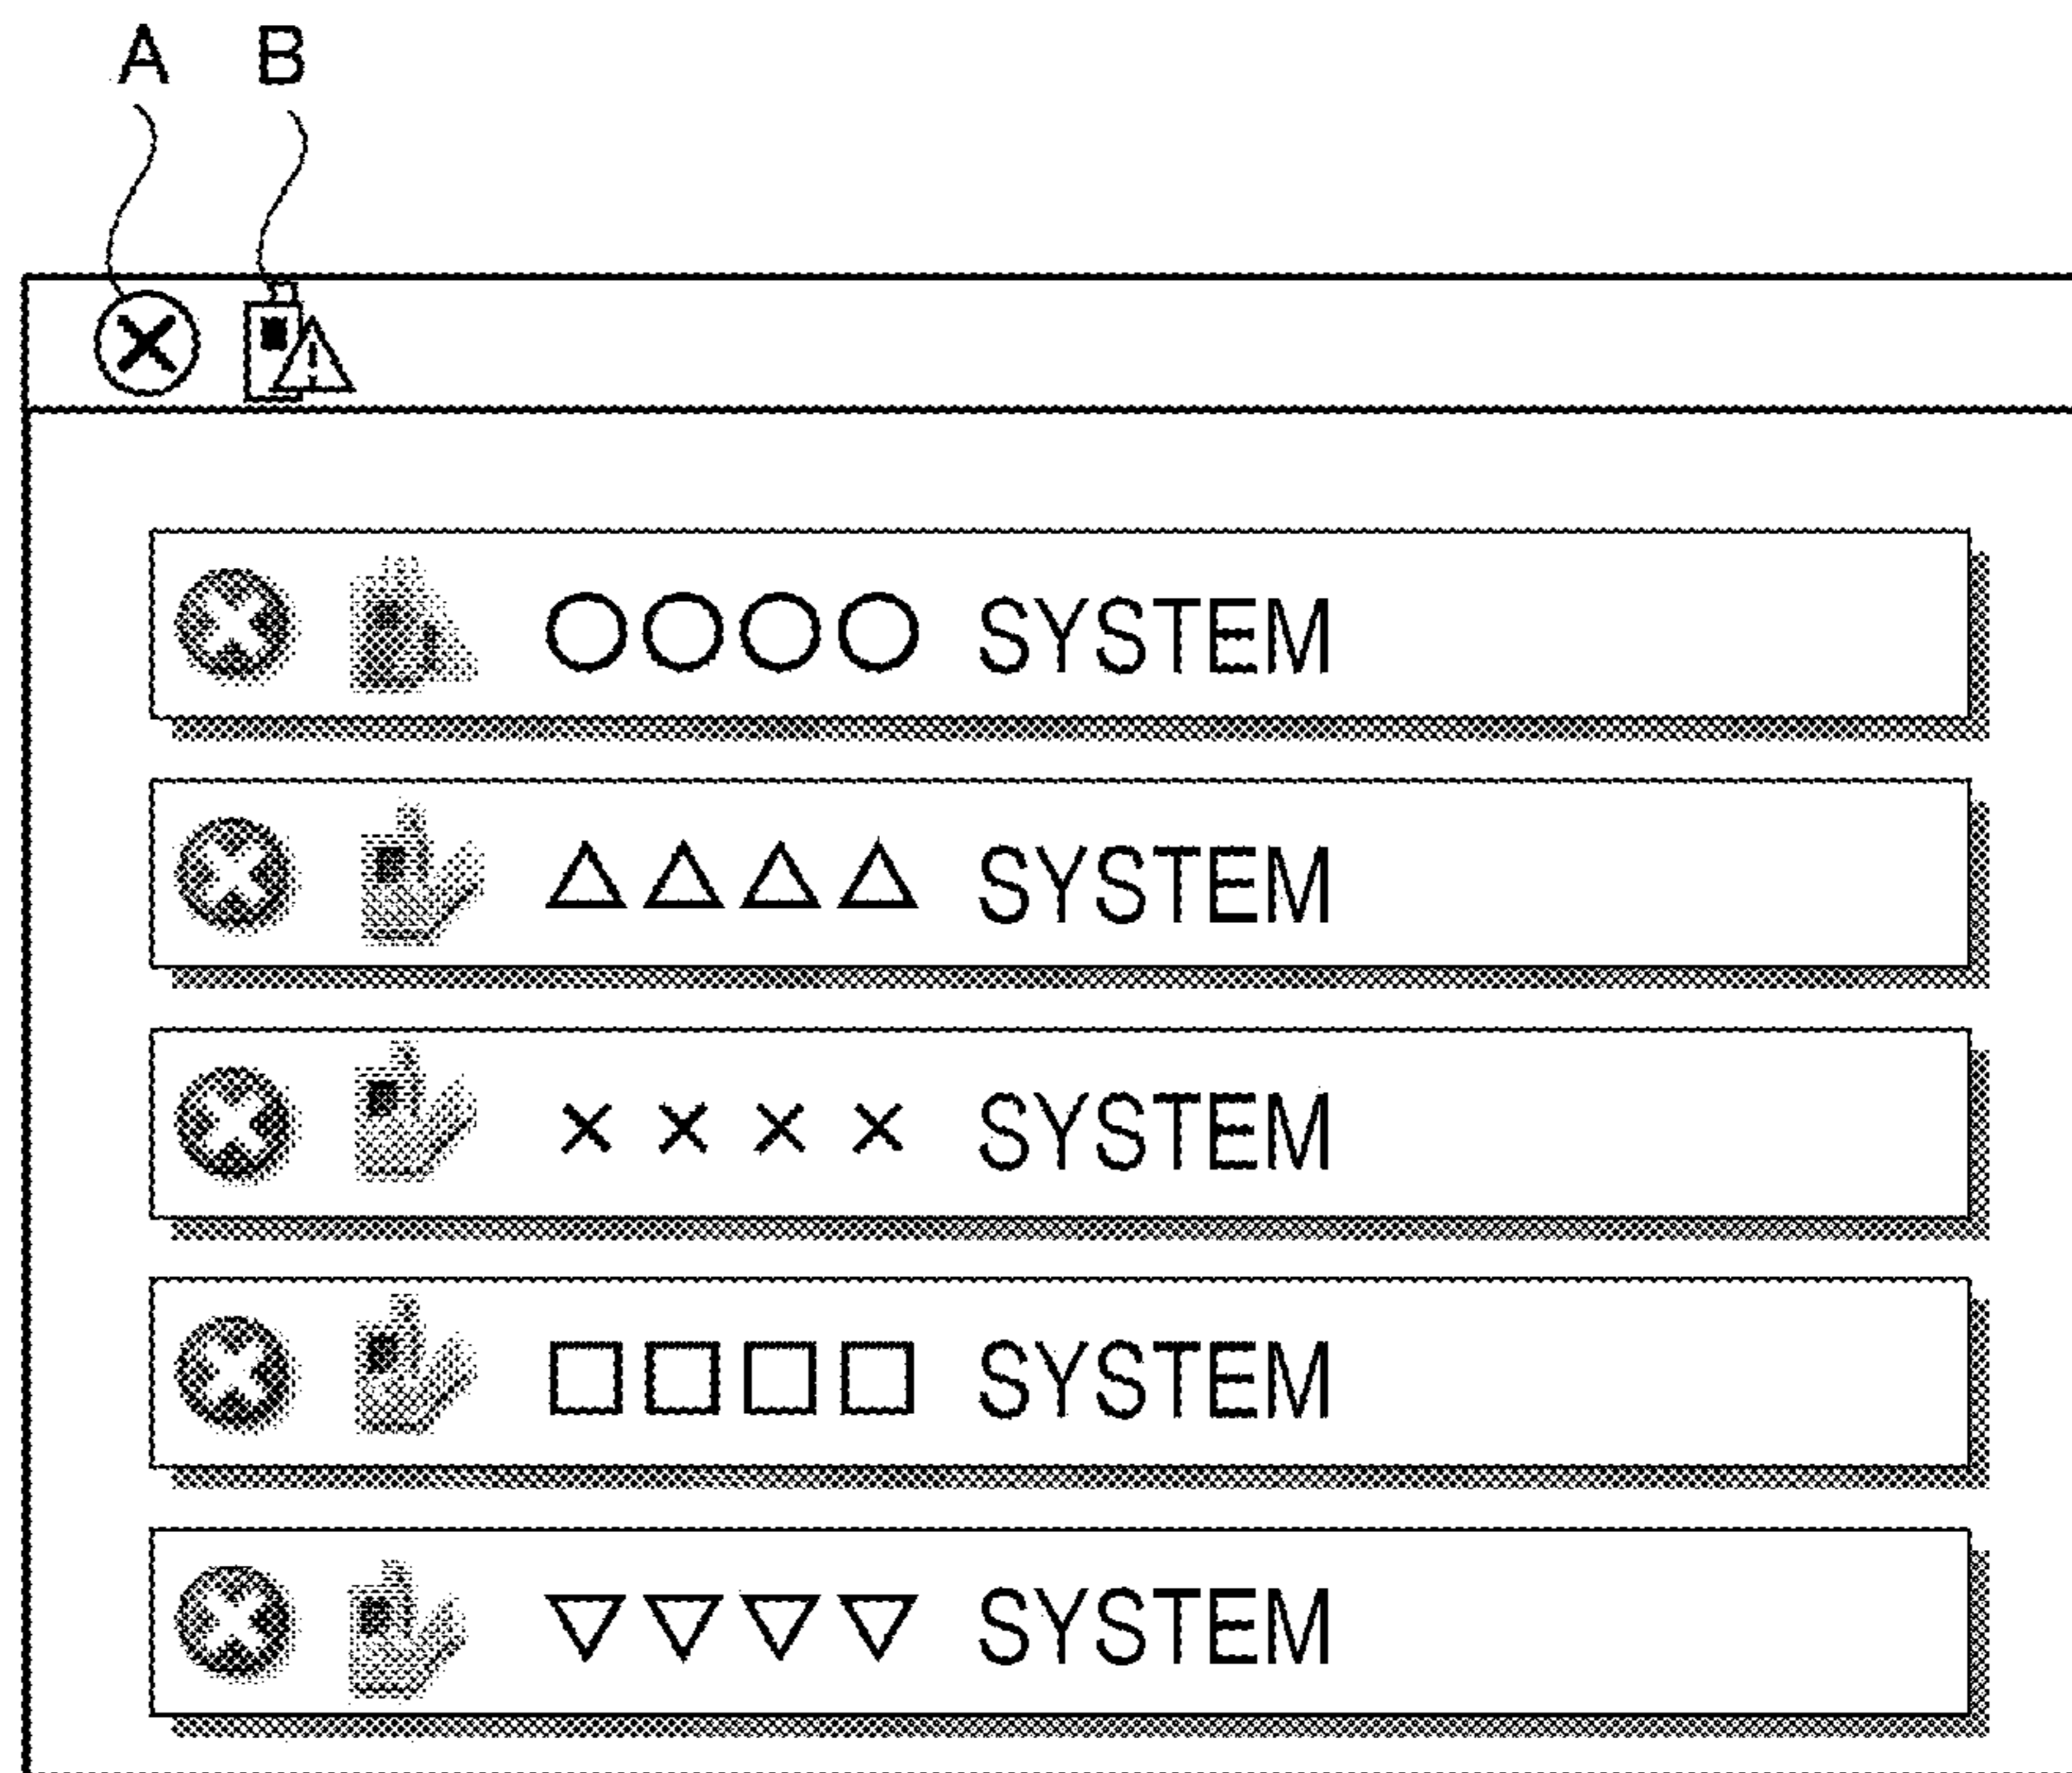 A B
○○○○ SYSTEM
△△△△ SYSTEM
×××× SYSTEM
□□□□ SYSTEM
▽▽▽▽ SYSTEM